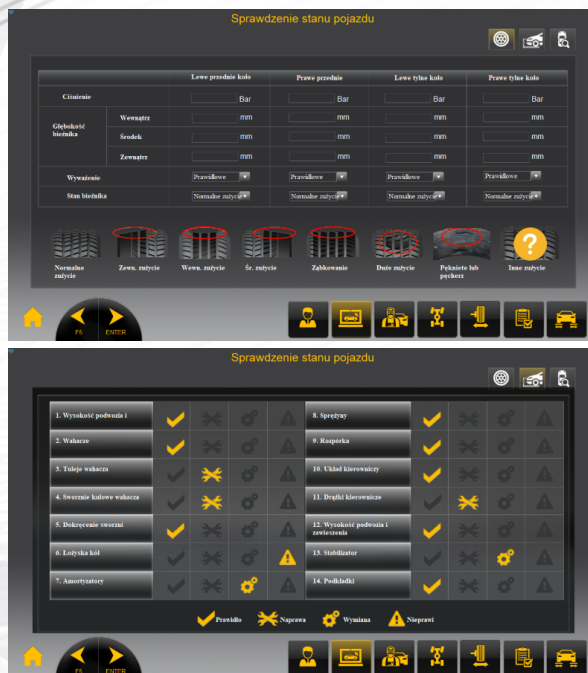 Sprawdzenie stanu pojazdu
Lewe przednie koło Prawe przednie Lewe tylne koło Prawe tylne koło
Ciśnienie Bar Bar Bar Bar
Głębokość bieżnika
Wewnątrz mm mm mm mm
Środek mm mm mm mm
Zewnątrz mm mm mm mm
Wyważenie Prawidłowe Prawidłowe Prawidłowe Prawidłowe
Stan bieżnika Normalne zużycie Normalne zużycie Normalne zużycie Normalne zużycie
Normalne zużycie
Zewn. zużycie
Wewn. zużycie
Śr. zużycie
Ząbkowanie
Duże zużycie
Pęknięte lub pęcherz
Inne zużycie
F6 ENTER
Sprawdzenie stanu pojazdu
1. Wysokość podwozia i 8. Sprężyny
2. Wahacze 9. Rozpórka
3. Tuleje wahacza 10. Układ kierowniczy
4. Sworznie kulowe wahacza 11. Drążki kierownicze
5. Dokręcenie sworzni 12. Wysokość podwozia i zawieszenia
6. Łożyska kół 13. Stabilizator
7. Amortyzatory 14. Podkładki
Prawidło Naprawa Wymiana Nieprawi
F6 ENTER